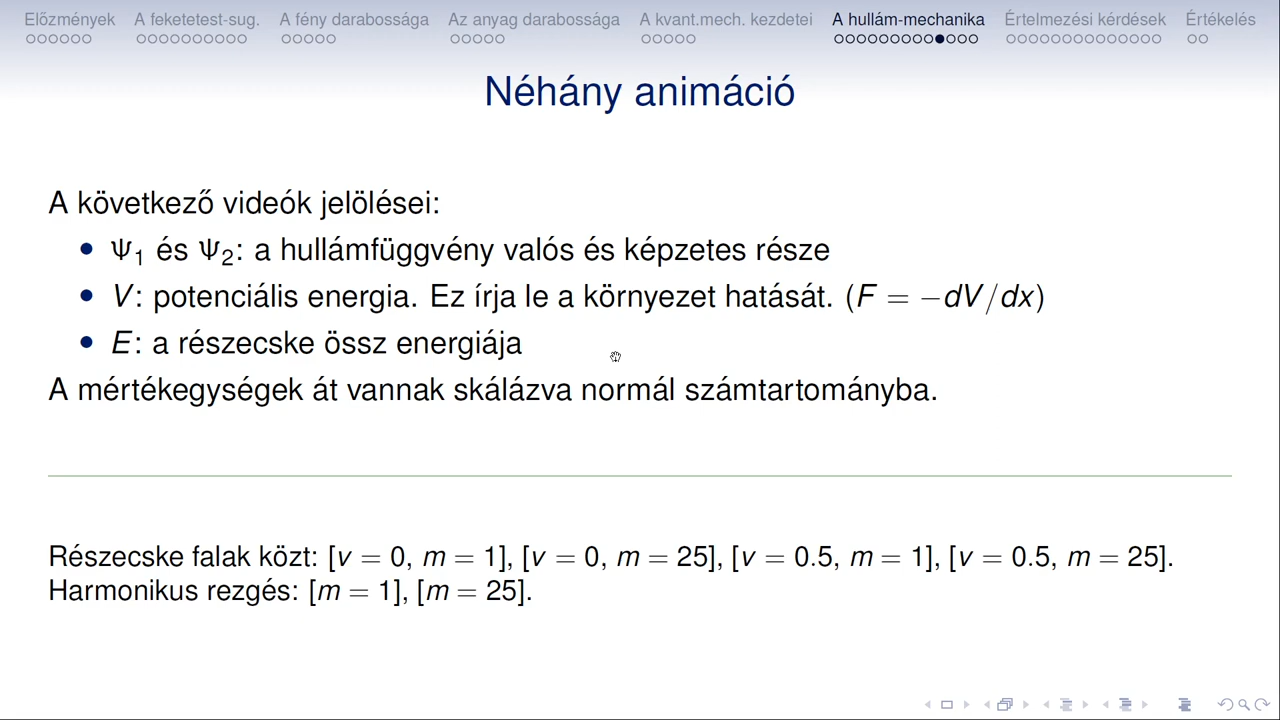 Előzmények A feketetest-sug. A fény darabossága Az anyag darabossága A kvant.mech. kezdetei A hullám-mechanika Értelmezési kérdések Értékelés
Néhány animáció
A következő videók jelölései:
• Ψ₁ és Ψ₂: a hullámfüggvény valós és képzetes része
• V: potenciális energia. Ez írja le a környezet hatását. (F = −dV/dx)
• E: a részecske össz energiája
A mértékegységek át vannak skálázva normál számtartományba.
Részecske falak közt: [v = 0, m = 1], [v = 0, m = 25], [v = 0.5, m = 1], [v = 0.5, m = 25].
Harmonikus rezgés: [m = 1], [m = 25].